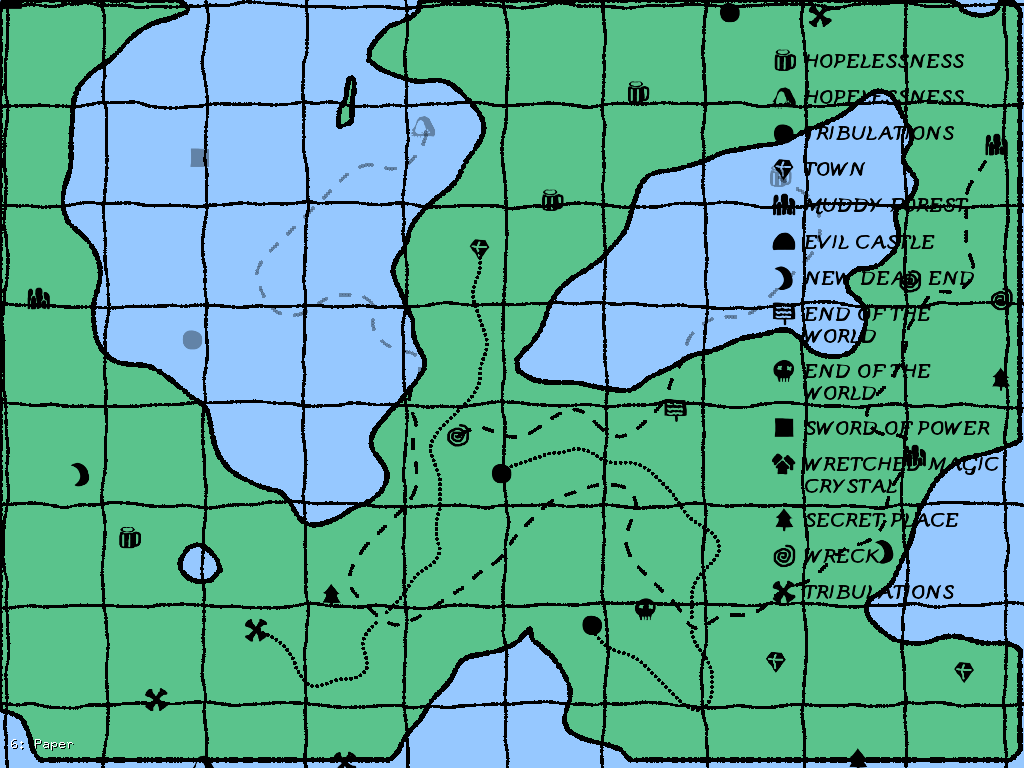 HOPELESSNESS
HOPELESSNESS
TRIBULATIONS
TOWN
MUDDY FOREST
EVIL CASTLE
NEW DEAD END
END OF THE
WORLD
END OF THE
WORLD
SWORD OF POWER
WRETCHED MAGIC
CRYSTAL
SECRET PLACE
WRECK
TRIBULATIONS
6: Paper